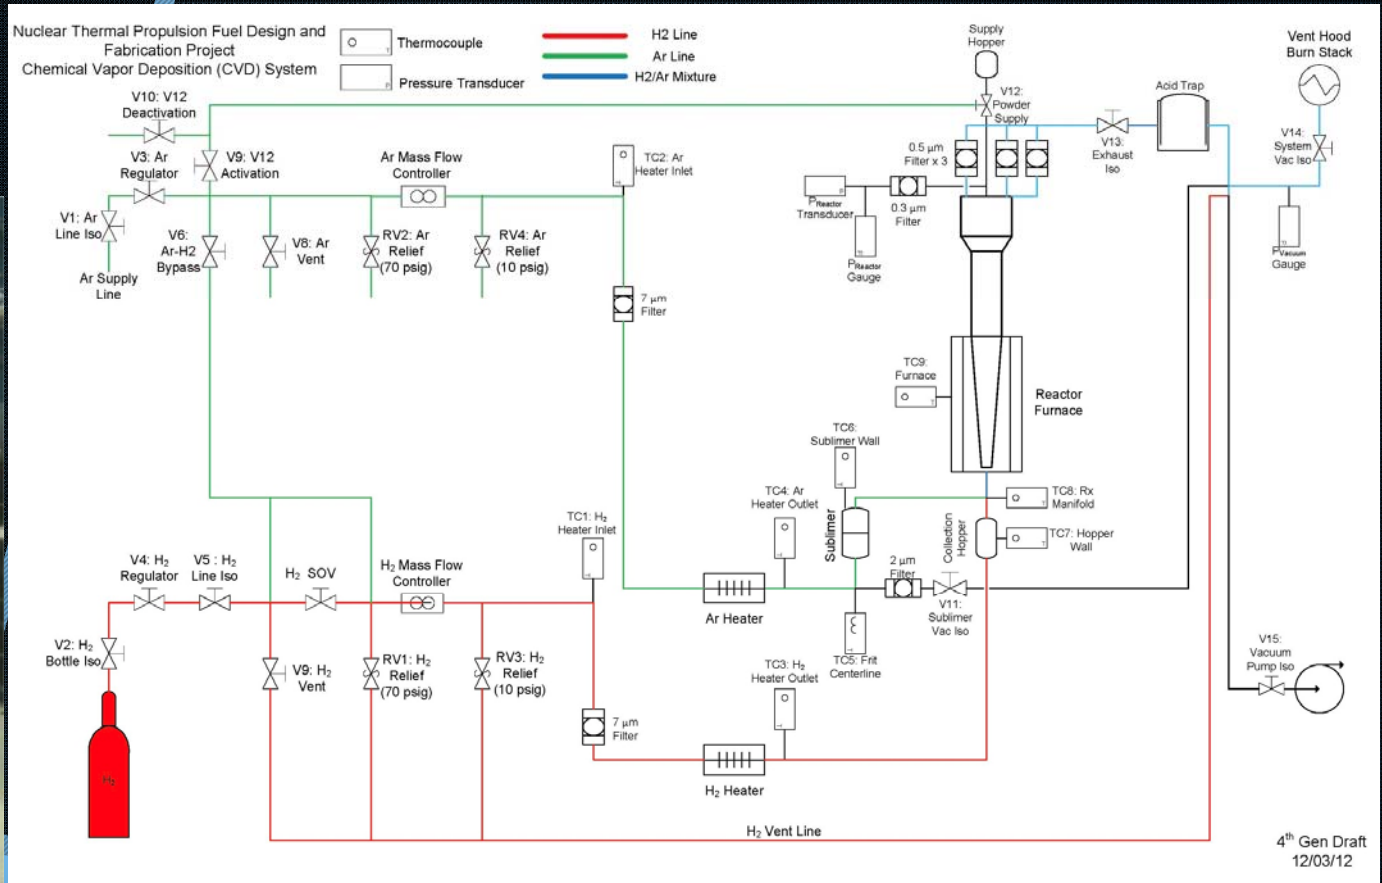 Nuclear Thermal Propulsion Fuel Design and
Fabrication Project
Chemical Vapor Deposition (CVD) System
Thermocouple
Pressure Transducer
H2 Line
Ar Line
H2/Ar Mixture
Supply
Hopper
Vent Hood
Burn Stack
V10: V12
Deactivation
V12:
Powder
Supply
Acid Trap
V3: Ar
Regulator
V9: V12
Activation
Ar Mass Flow
Controller
TC2: Ar
Heater Inlet
0.5 µm
Filter x 3
V13:
Exhaust
Iso
V14:
System
Vac Iso
V1: Ar
Line Iso
V6:
Ar-H2
Bypass
V8: Ar
Vent
RV2: Ar
Relief
(70 psig)
RV4: Ar
Relief
(10 psig)
PReactor
Transducer
0.3 µm
Filter
PReactor
Gauge
PVacuum
Gauge
Ar Supply
Line
7 µm
Filter
TC9:
Furnace
Reactor
Furnace
TC6:
Sublimer Wall
TC4: Ar
Heater Outlet
TC8: Rx
Manifold
Sublimer
Collection
Hopper
TC7: Hopper
Wall
TC1: H₂
Heater Inlet
V4: H₂
Regulator
V5 : H₂
Line Iso
H₂ SOV
H₂ Mass Flow
Controller
2 µm
Filter
Ar Heater
V11:
Sublimer
Vac Iso
V2: H₂
Bottle Iso
V9: H₂
Vent
RV1: H₂
Relief
(70 psig)
RV3: H₂
Relief
(10 psig)
TC3: H₂
Heater Outlet
TC5: Frit
Centerline
V15:
Vacuum
Pump Iso
7 µm
Filter
H₂
H₂ Heater
H₂ Vent Line
4th Gen Draft
12/03/12